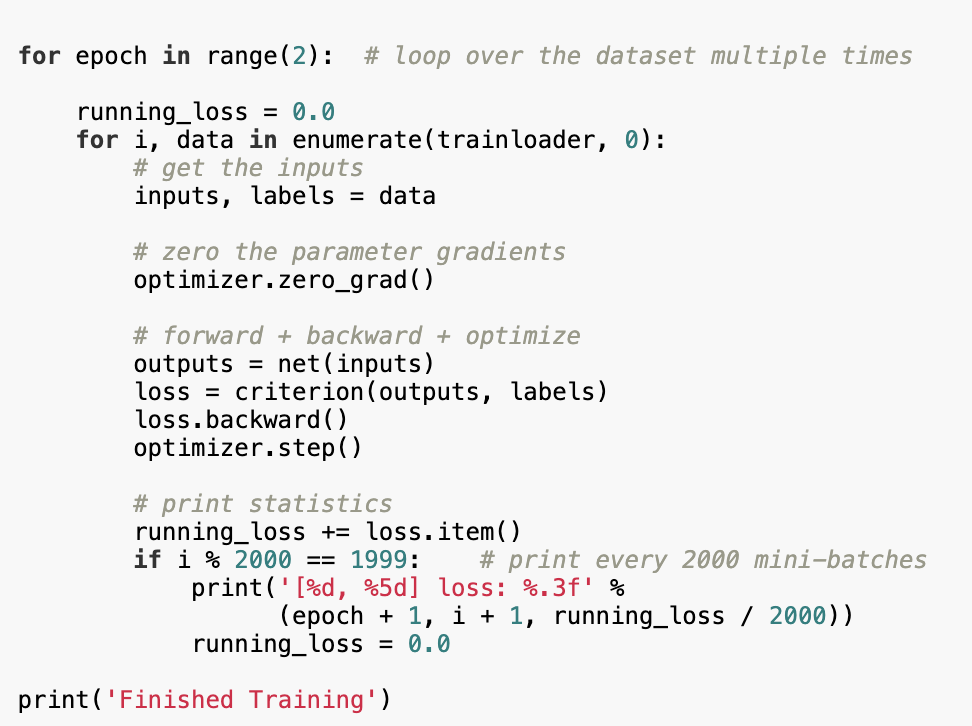 for epoch in range(2):  # loop over the dataset multiple times

    running_loss = 0.0
    for i, data in enumerate(trainloader, 0):
        # get the inputs
        inputs, labels = data

        # zero the parameter gradients
        optimizer.zero_grad()

        # forward + backward + optimize
        outputs = net(inputs)
        loss = criterion(outputs, labels)
        loss.backward()
        optimizer.step()

        # print statistics
        running_loss += loss.item()
        if i % 2000 == 1999:    # print every 2000 mini-batches
            print('[%d, %5d] loss: %.3f' %
                  (epoch + 1, i + 1, running_loss / 2000))
            running_loss = 0.0

print('Finished Training')